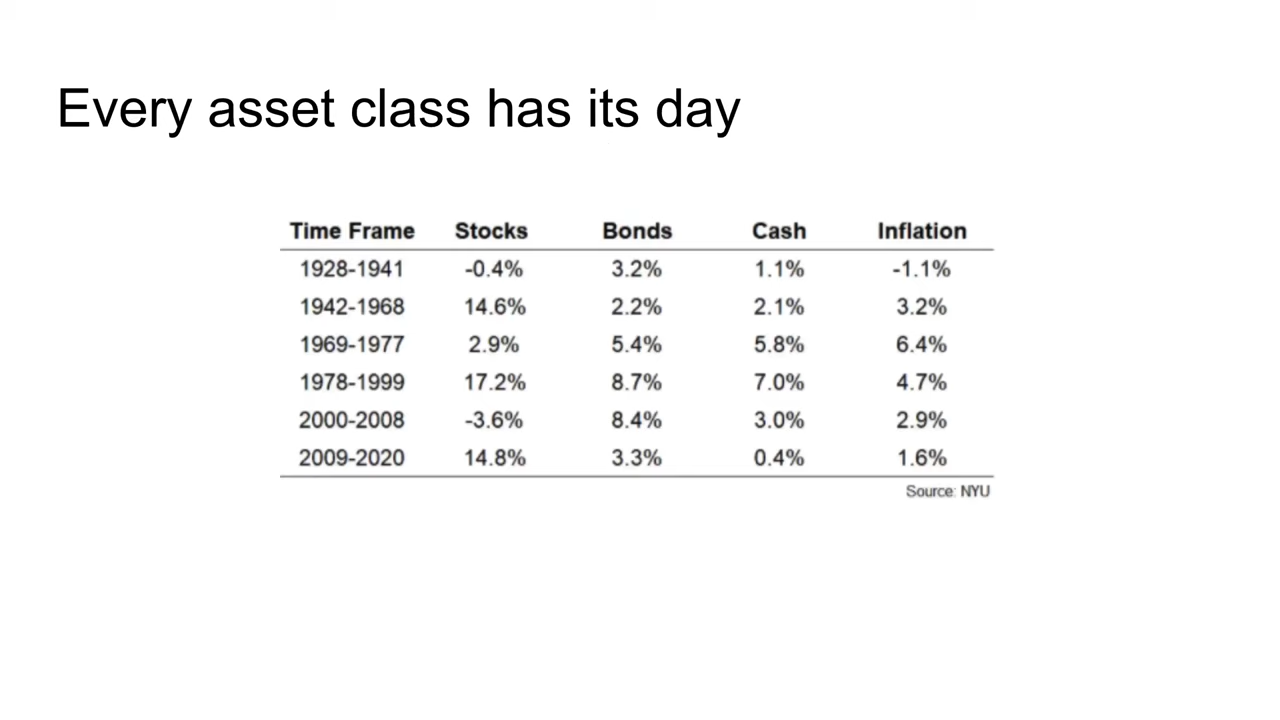 Every asset class has its day
Time Frame Stocks Bonds Cash Inflation
1928-1941 -0.4% 3.2% 1.1% -1.1%
1942-1968 14.6% 2.2% 2.1% 3.2%
1969-1977 2.9% 5.4% 5.8% 6.4%
1978-1999 17.2% 8.7% 7.0% 4.7%
2000-2008 -3.6% 8.4% 3.0% 2.9%
2009-2020 14.8% 3.3% 0.4% 1.6%
Source: NYU